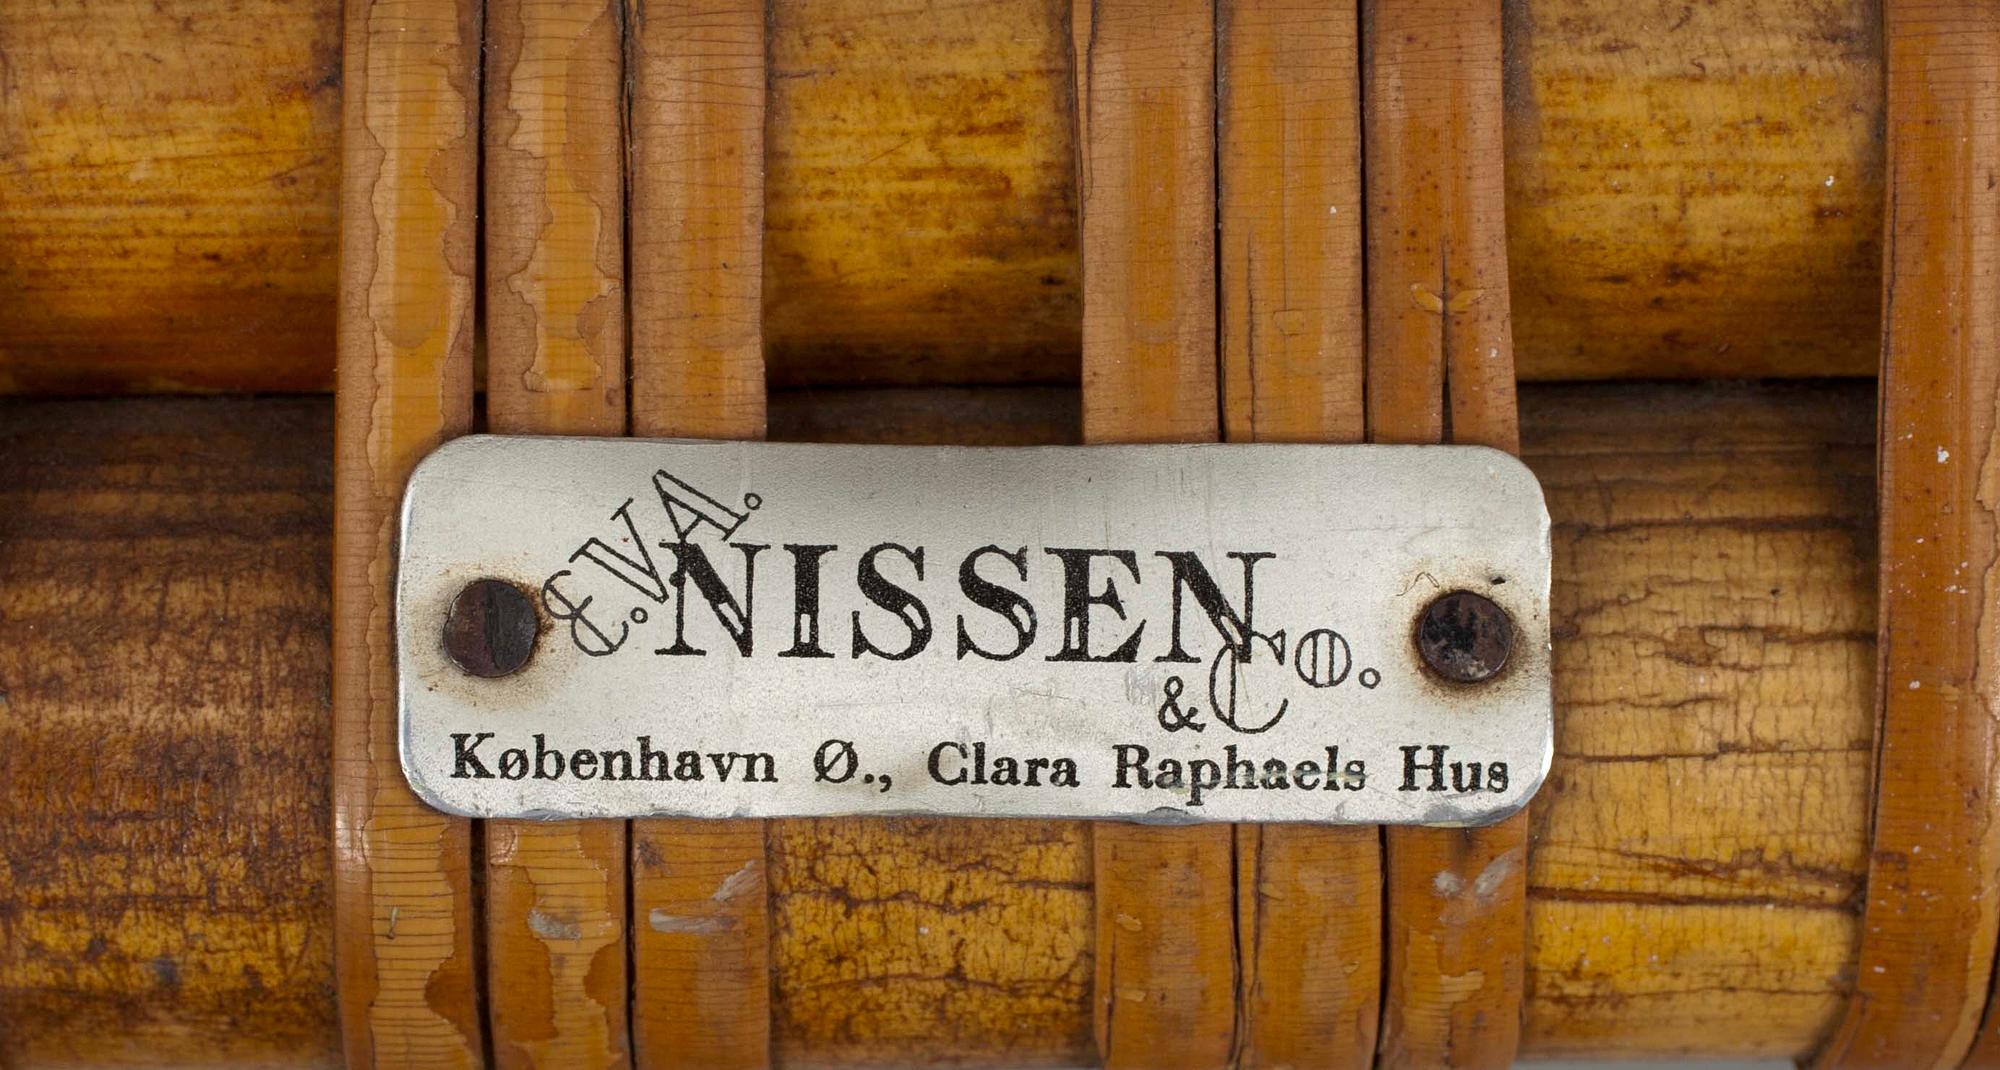 E.V.A.
NISSEN
& Co.
København Ø., Clara Raphaels Hus